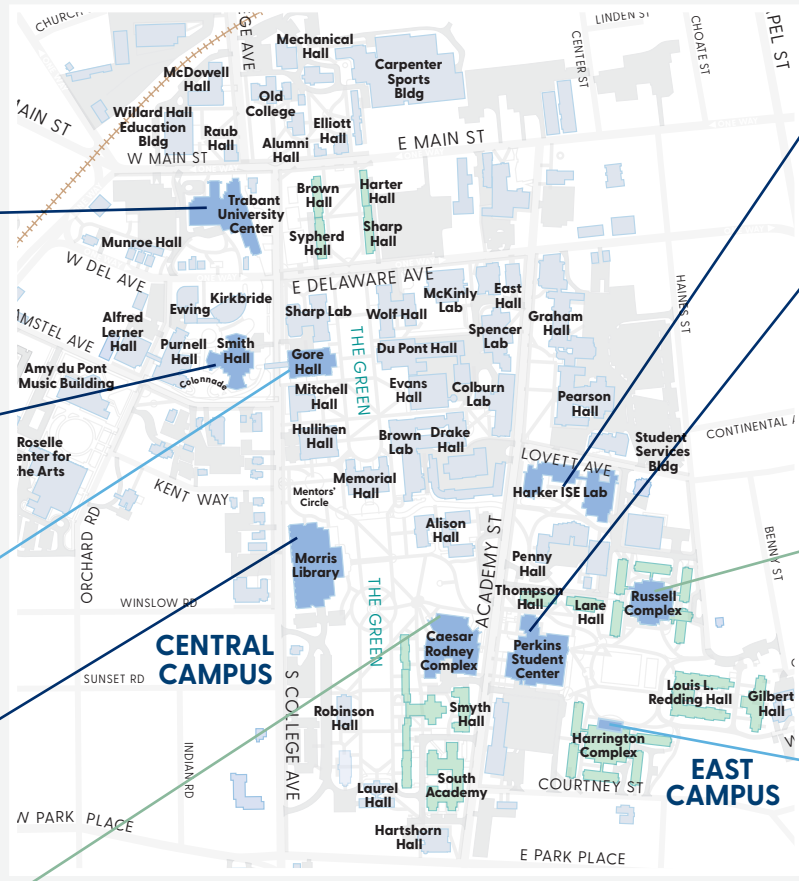 CHURCH
LINDEN ST
CENTER ST
CHOATE ST
PEL ST
GE AVE
Mechanical
Hall
Carpenter
Sports
Bldg
McDowell
Hall
Old
College
Willard Hall
Education
Bldg
Raub
Hall
Elliott
Hall
Alumni
Hall
AIN ST
W MAIN ST
E MAIN ST
Trabant
University
Center
Brown
Hall
Harter
Hall
Sypherd
Hall
Sharp
Hall
Munroe Hall
W DEL AVE
E DELAWARE AVE
HAINES ST
Kirkbride
Ewing
Sharp Lab
Wolf Hall
McKinly
Lab
East
Hall
Graham
Hall
Spencer
Lab
Alfred
Lerner
Hall
AMSTEL AVE
Purnell
Hall
Smith
Hall
Colonnade
Gore
Hall
THE GREEN
Du Pont Hall
Amy du Pont
Music Building
Mitchell
Hall
Evans
Hall
Colburn
Lab
Pearson
Hall
Hullihen
Hall
Brown
Lab
Drake
Hall
Student
Services
Bldg
CONTINENTAL A
Roselle
enter for
he Arts
LOVETT AVE
Harker ISE Lab
KENT WAY
Mentors'
Circle
Memorial
Hall
ORCHARD RD
Alison
Hall
ACADEMY ST
BENNY ST
Morris
Library
Penny
Hall
Thompson
Hall
Lane
Hall
Russell
Complex
WINSLOW RD
THE GREEN
CENTRAL
CAMPUS
Caesar
Rodney
Complex
Perkins
Student
Center
SUNSET RD
S COLLEGE AVE
Louis L.
Redding Hall
Gilbert
Hall
Robinson
Hall
Smyth
Hall
Harrington
Complex
INDIAN RD
W
EAST
CAMPUS
COURTNEY ST
South
Academy
Laurel
Hall
W PARK PLACE
Hartshorn
Hall
E PARK PLACE